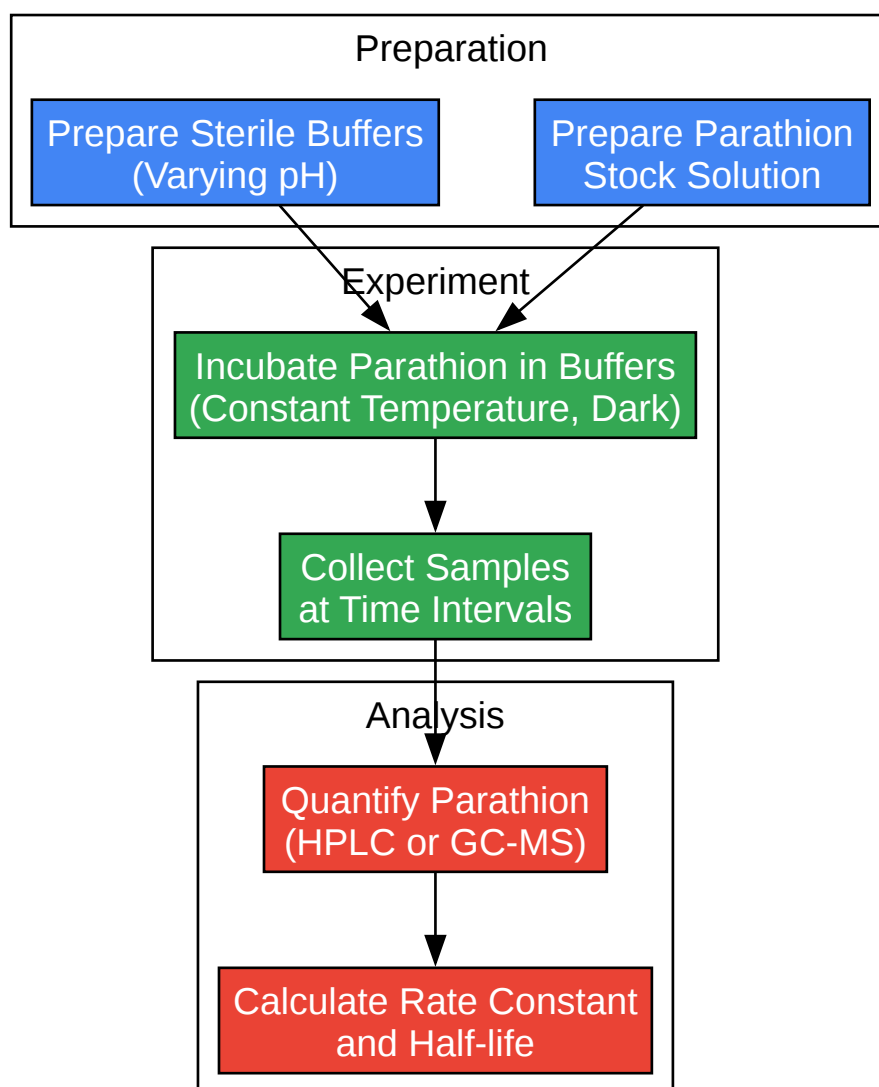 Preparation
Prepare Sterile Buffers
(Varying pH)
Prepare Parathion
Stock Solution
Experiment
Incubate Parathion in Buffers
(Constant Temperature, Dark)
Collect Samples
at Time Intervals
Analysis
Quantify Parathion
(HPLC or GC-MS)
Calculate Rate Constant
and Half-life